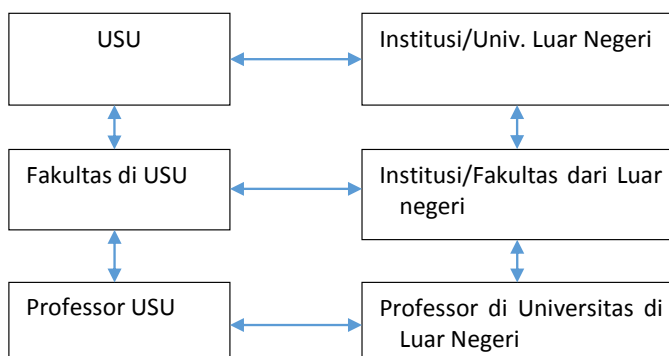 USU
Institusi/Univ. Luar Negeri
Fakultas di USU
Institusi/Fakultas dari Luar
negeri
Professor USU
Professor di Universitas di
Luar Negeri